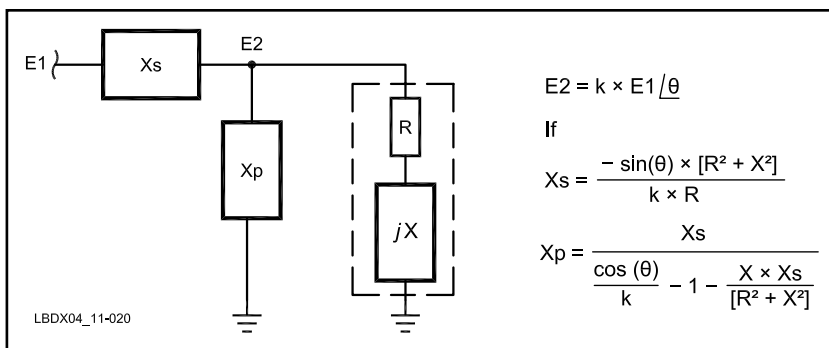 E1
Xs
E2
Xp
R
jX
E2 = k × E1 /θ
If
Xs = − sin(θ) × [R² + X²] / k × R
Xp = Xs / cos (θ) / k − 1 − X × Xs / [R² + X²]
LBDX04_11-020